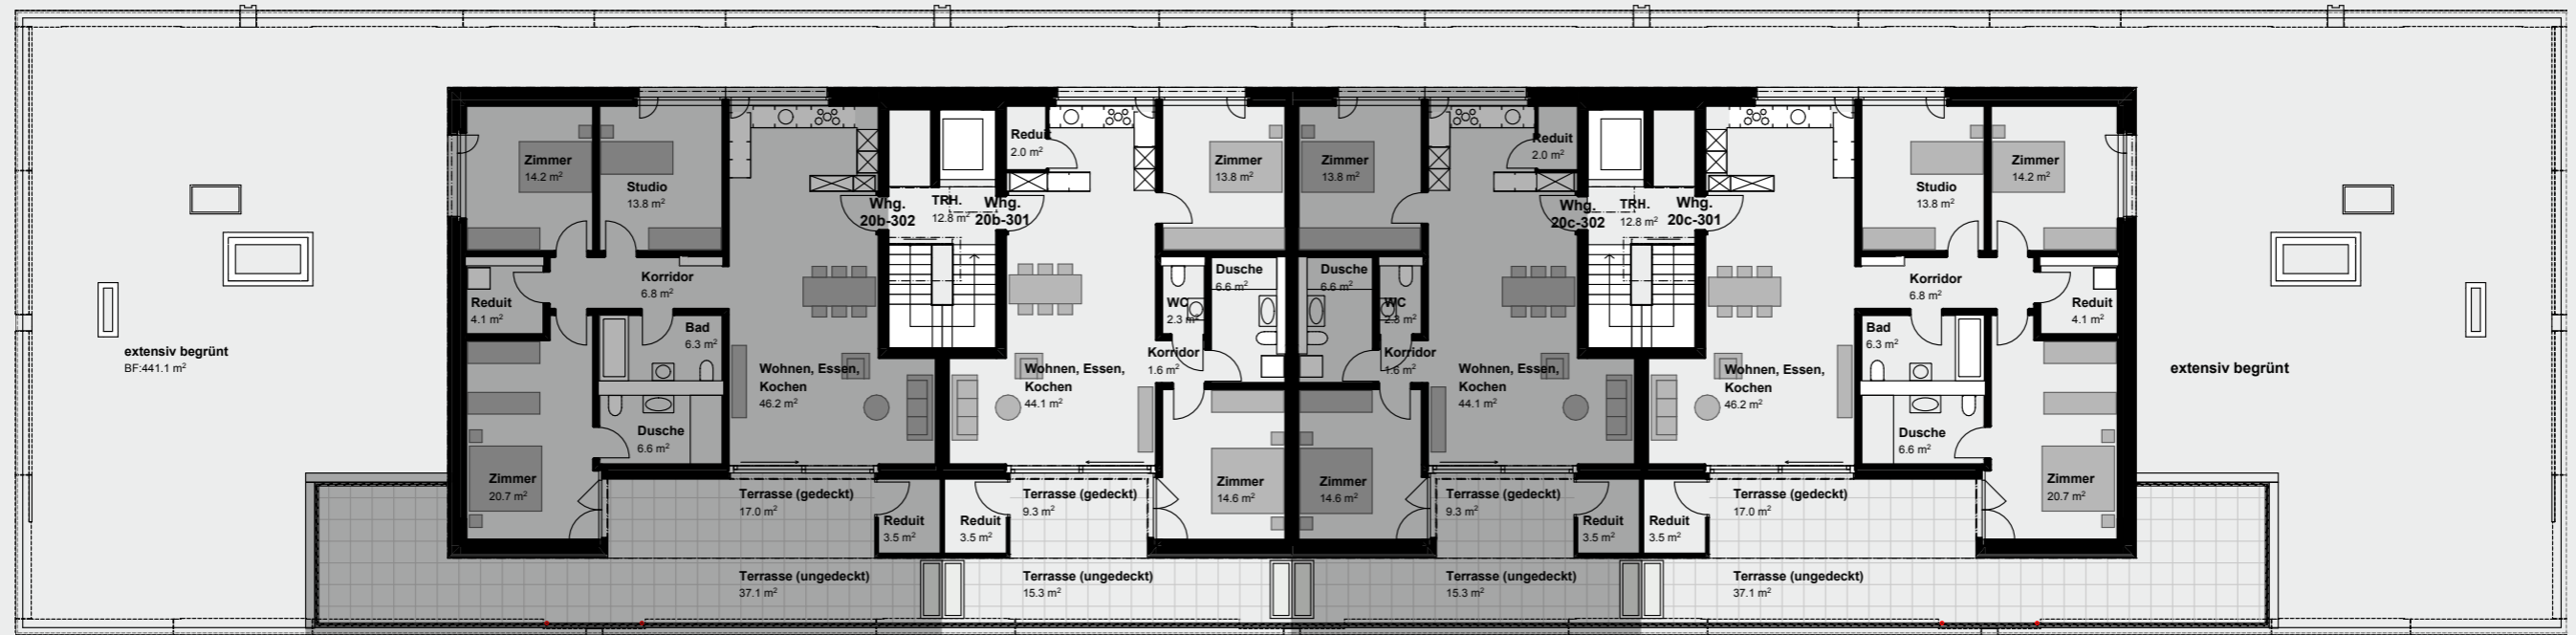 extensiv begrünt
BF:441.1 m²
Zimmer
14.2 m²
Studio
13.8 m²
Korridor
6.8 m²
Reduit
4.1 m²
Bad
6.3 m²
Dusche
6.6 m²
Zimmer
20.7 m²
Wohnen, Essen,
Kochen
46.2 m²
Terrasse (gedeckt)
17.0 m²
Reduit
3.5 m²
Terrasse (ungedeckt)
37.1 m²
Whg.
20b-302
TRH.
12.8 m²
Whg.
20b-301
Reduit
2.0 m²
Zimmer
13.8 m²
WC
2.3 m²
Dusche
6.6 m²
Korridor
1.6 m²
Wohnen, Essen,
Kochen
44.1 m²
Zimmer
14.6 m²
Reduit
3.5 m²
Terrasse (gedeckt)
9.3 m²
Terrasse (ungedeckt)
15.3 m²
Zimmer
13.8 m²
Reduit
2.0 m²
Dusche
6.6 m²
WC
2.3 m²
Korridor
1.6 m²
Wohnen, Essen,
Kochen
44.1 m²
Zimmer
14.6 m²
Terrasse (gedeckt)
9.3 m²
Reduit
3.5 m²
Terrasse (ungedeckt)
15.3 m²
Whg.
20c-302
TRH.
12.8 m²
Whg.
20c-301
Studio
13.8 m²
Zimmer
14.2 m²
Korridor
6.8 m²
Reduit
4.1 m²
Bad
6.3 m²
Dusche
6.6 m²
Wohnen, Essen,
Kochen
46.2 m²
Zimmer
20.7 m²
Reduit
3.5 m²
Terrasse (gedeckt)
17.0 m²
Terrasse (ungedeckt)
37.1 m²
extensiv begrünt